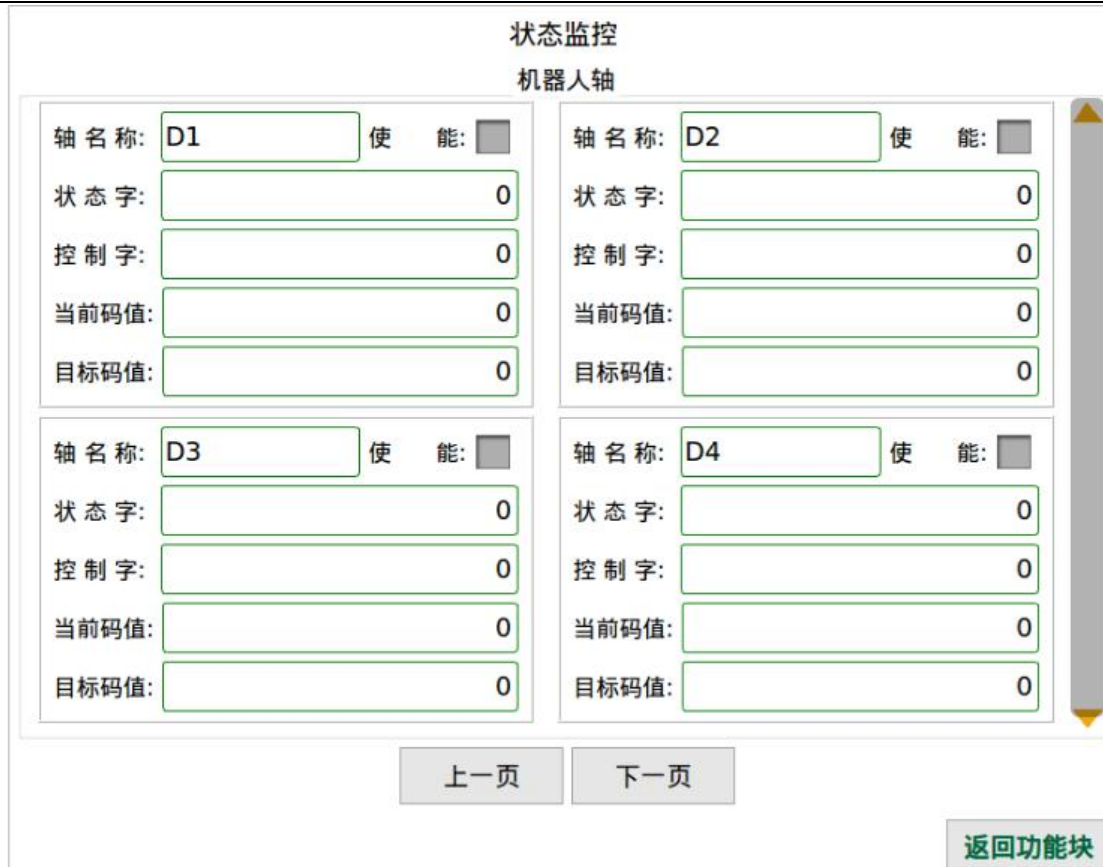 状态监控
机器人轴
轴 名 称: D1 使 能:
状 态 字: 0
控 制 字: 0
当前码值: 0
目标码值: 0
轴 名 称: D2 使 能:
状 态 字: 0
控 制 字: 0
当前码值: 0
目标码值: 0
轴 名 称: D3 使 能:
状 态 字: 0
控 制 字: 0
当前码值: 0
目标码值: 0
轴 名 称: D4 使 能:
状 态 字: 0
控 制 字: 0
当前码值: 0
目标码值: 0
上一页 下一页
返回功能块